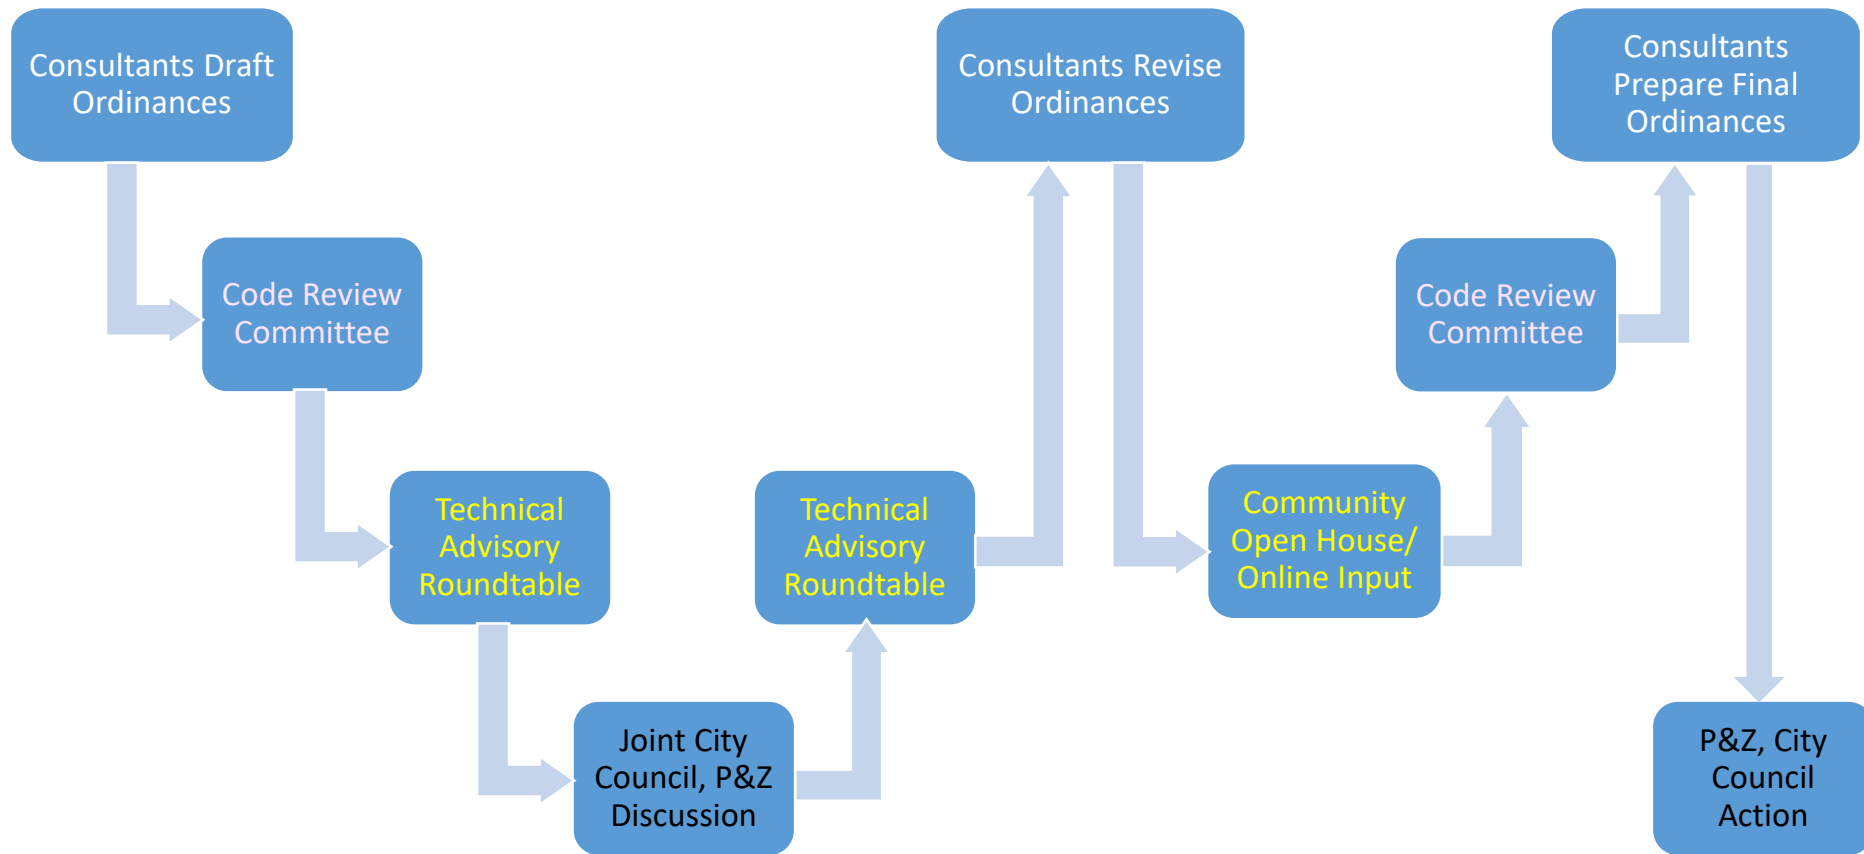 Consultants Draft
Ordinances
Code Review
Committee
Technical
Advisory
Roundtable
Joint City
Council, P&Z
Discussion
Technical
Advisory
Roundtable
Consultants Revise
Ordinances
Community
Open House/
Online Input
Code Review
Committee
Consultants
Prepare Final
Ordinances
P&Z, City
Council
Action